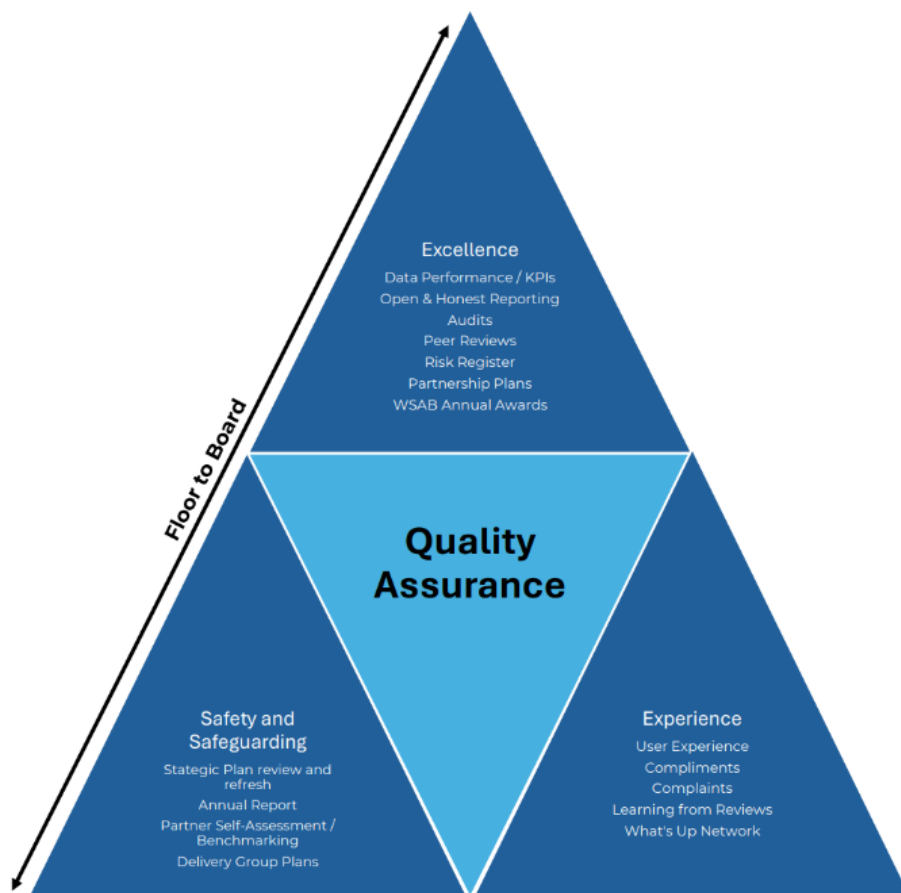 Excellence
Data Performance / KPIs
Open & Honest Reporting
Audits
Peer Reviews
Risk Register
Partnership Plans
WSAB Annual Awards
Floor to Board
Quality
Assurance
Safety and
Safeguarding
Stategic Plan review and
refresh
Annual Report
Partner Self-Assessment /
Benchmarking
Delivery Group Plans
Experience
User Experience
Compliments
Complaints
Learning from Reviews
What's Up Network